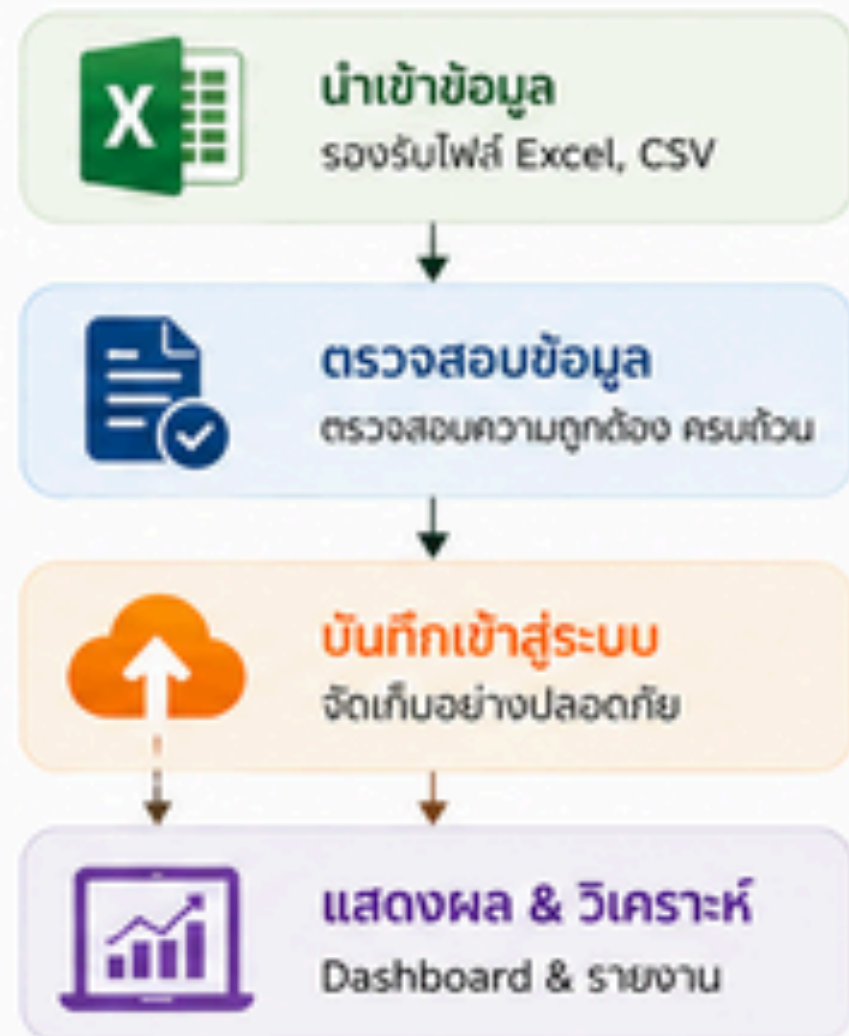 X
นำเข้าข้อมูล
รองรับไฟล์ Excel, CSV
ตรวจสอบข้อมูล
ตรวจสอบความถูกต้อง ครบถ้วน
บันทึกเข้าสู่ระบบ
จัดเก็บอย่างปลอดภัย
แสดงผล & วิเคราะห์
Dashboard & รายงาน